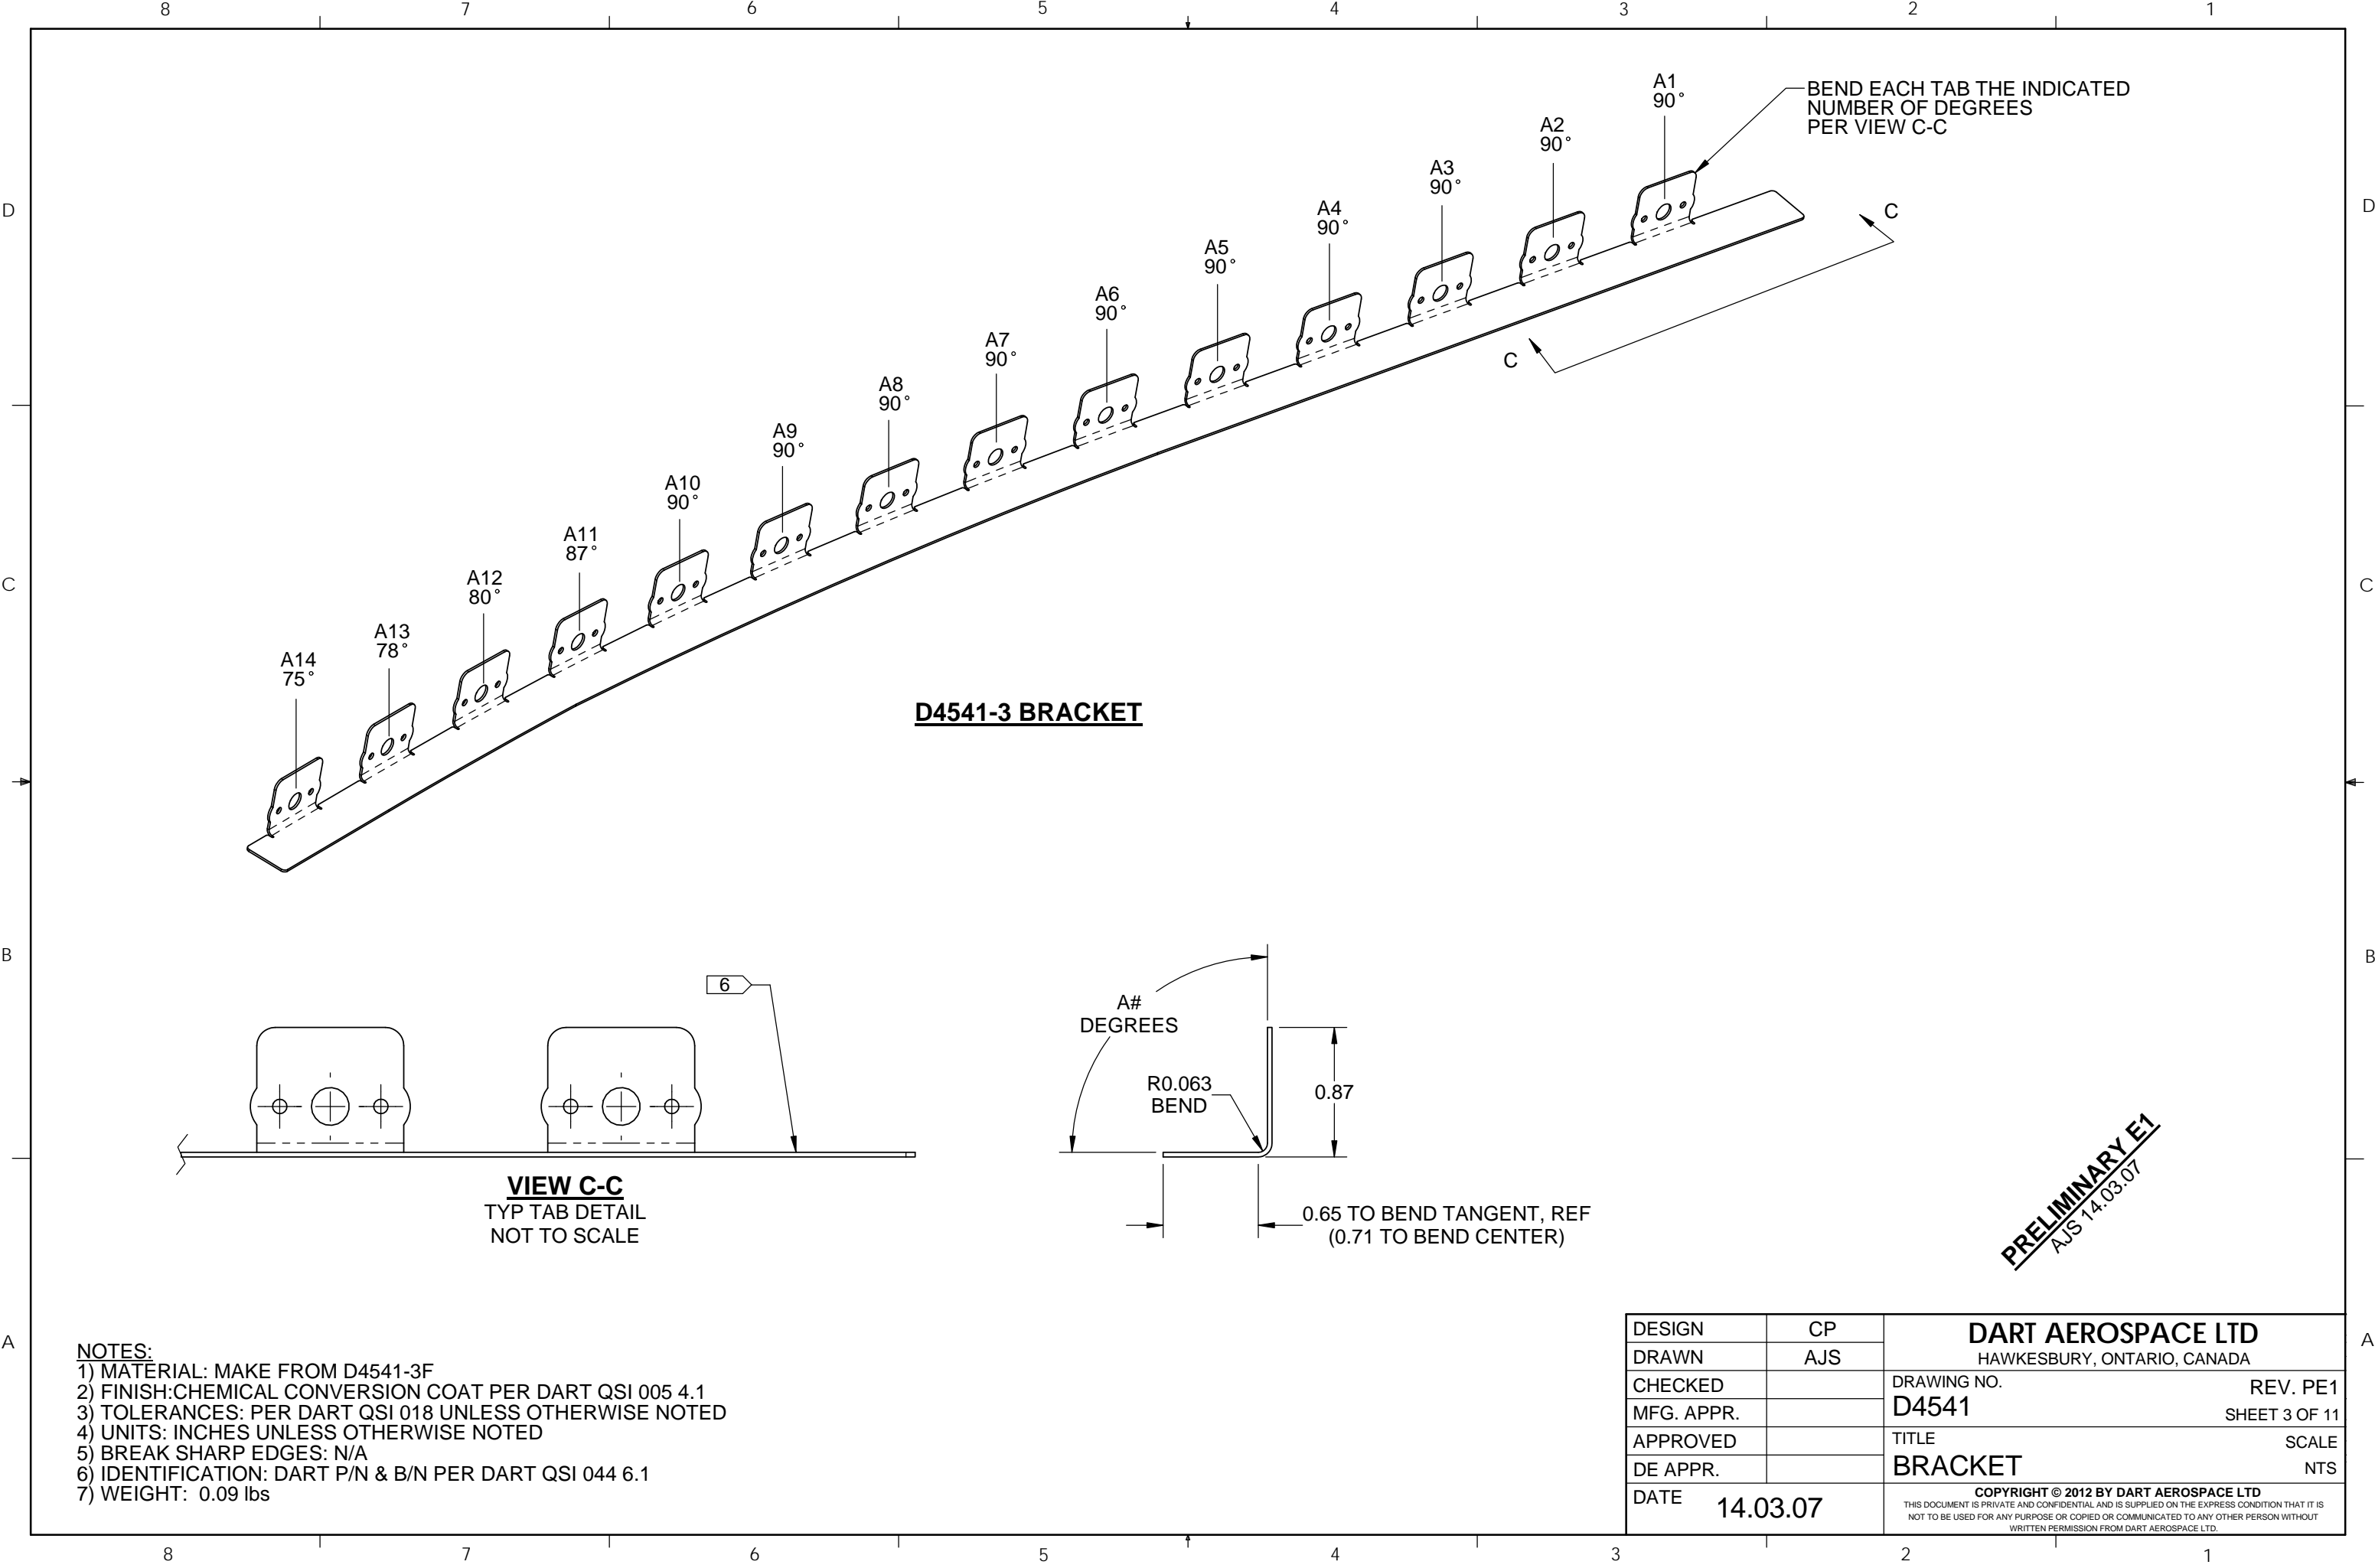 8 7 6 5 4 3 2 1
D
D
C
C
B
B
A
A
A1
90°
BEND EACH TAB THE INDICATED
NUMBER OF DEGREES
PER VIEW C-C
A2
90°
A3
90°
A4
90°
A5
90°
A6
90°
A7
90°
A8
90°
A9
90°
A10
90°
A11
87°
A12
80°
A13
78°
A14
75°
C
C
D4541-3 BRACKET
6
VIEW C-C
TYP TAB DETAIL
NOT TO SCALE
A#
DEGREES
R0.063
BEND
0.87
0.65 TO BEND TANGENT, REF
(0.71 TO BEND CENTER)
PRELIMINARY E1
AJS 14.03.07
NOTES:
1) MATERIAL: MAKE FROM D4541-3F
2) FINISH:CHEMICAL CONVERSION COAT PER DART QSI 005 4.1
3) TOLERANCES: PER DART QSI 018 UNLESS OTHERWISE NOTED
4) UNITS: INCHES UNLESS OTHERWISE NOTED
5) BREAK SHARP EDGES: N/A
6) IDENTIFICATION: DART P/N & B/N PER DART QSI 044 6.1
7) WEIGHT: 0.09 lbs
DESIGN CP
DRAWN AJS
CHECKED
MFG. APPR.
APPROVED
DE APPR.
DATE 14.03.07
DART AEROSPACE LTD
HAWKESBURY, ONTARIO, CANADA
DRAWING NO. REV. PE1
D4541 SHEET 3 OF 11
TITLE SCALE
BRACKET NTS
COPYRIGHT © 2012 BY DART AEROSPACE LTD
THIS DOCUMENT IS PRIVATE AND CONFIDENTIAL AND IS SUPPLIED ON THE EXPRESS CONDITION THAT IT IS
NOT TO BE USED FOR ANY PURPOSE OR COPIED OR COMMUNICATED TO ANY OTHER PERSON WITHOUT
WRITTEN PERMISSION FROM DART AEROSPACE LTD.
8 7 6 5 4 3 2 1